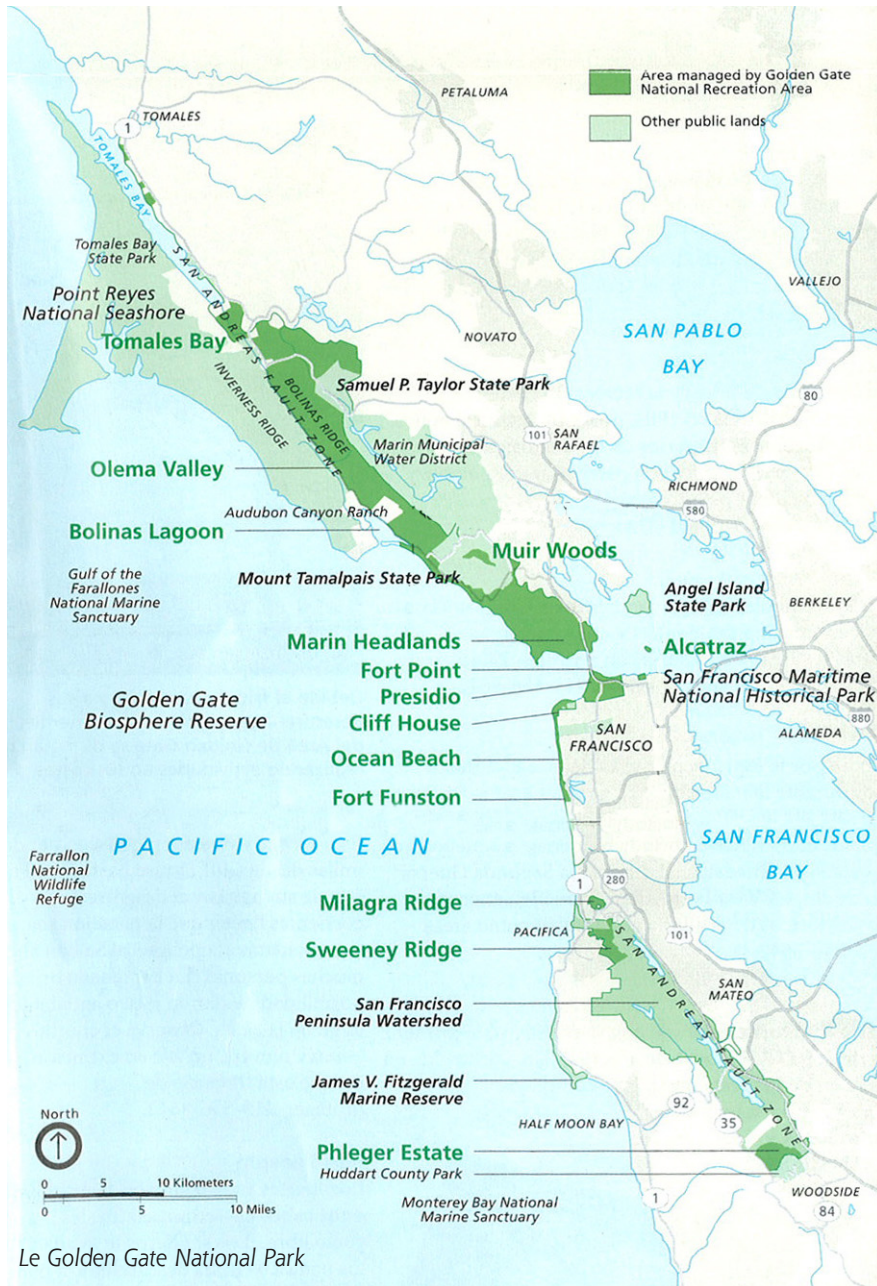 Area managed by Golden Gate
National Recreation Area
Other public lands
PETALUMA
1
TOMALES
TOMALES BAY
Tomales Bay
State Park
SAN ANDREAS FAULT ZONE
Point Reyes
National Seashore
Tomales Bay
VALLEJO
NOVATO
SAN PABLO
BAY
Samuel P. Taylor State Park
BOLINAS RIDGE
INVERNESS RIDGE
80
101
SAN
RAFAEL
Marin Municipal
Water District
Olema Valley
RICHMOND
580
Audubon Canyon Ranch
Bolinas Lagoon
Muir Woods
Gulf of the
Farallones
National Marine
Sanctuary
Mount Tamalpais State Park
Angel Island
State Park
BERKELEY
Marin Headlands
Alcatraz
Fort Point
San Francisco Maritime
National Historical Park
Presidio
Golden Gate
Biosphere Reserve
Cliff House
880
SAN
FRANCISCO
ALAMEDA
Ocean Beach
Fort Funston
PACIFIC OCEAN
SAN FRANCISCO
BAY
Farrallon
National
Wildlife
Refuge
280
1
Milagra Ridge
PACIFICA
101
Sweeney Ridge
SAN ANDREAS FAULT ZONE
SAN
MATEO
San Francisco
Peninsula Watershed
James V. Fitzgerald
Marine Reserve
92
35
North
HALF MOON BAY
Phleger Estate
Huddart County Park
0 5 10 Kilometers
0 5 10 Miles
Monterey Bay National
Marine Sanctuary
1
WOODSIDE
84
Le Golden Gate National Park